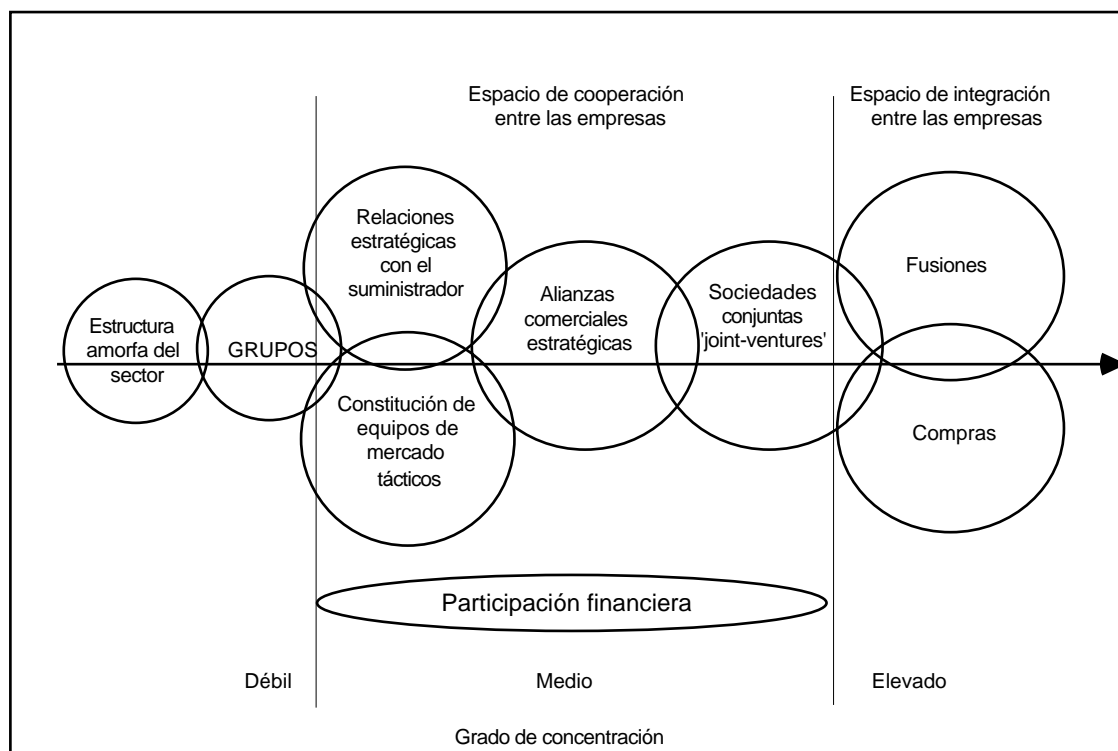 Espacio de cooperación
entre las empresas
Espacio de integración
entre las empresas
Relaciones
estratégicas
con el
suministrador
Estructura
amorfa del
sector
GRUPOS
Alianzas
comerciales
estratégicas
Sociedades
conjuntas
'joint-ventures'
Fusiones
Constitución de
equipos de
mercado
tácticos
Compras
Participación financiera
Débil
Medio
Elevado
Grado de concentración